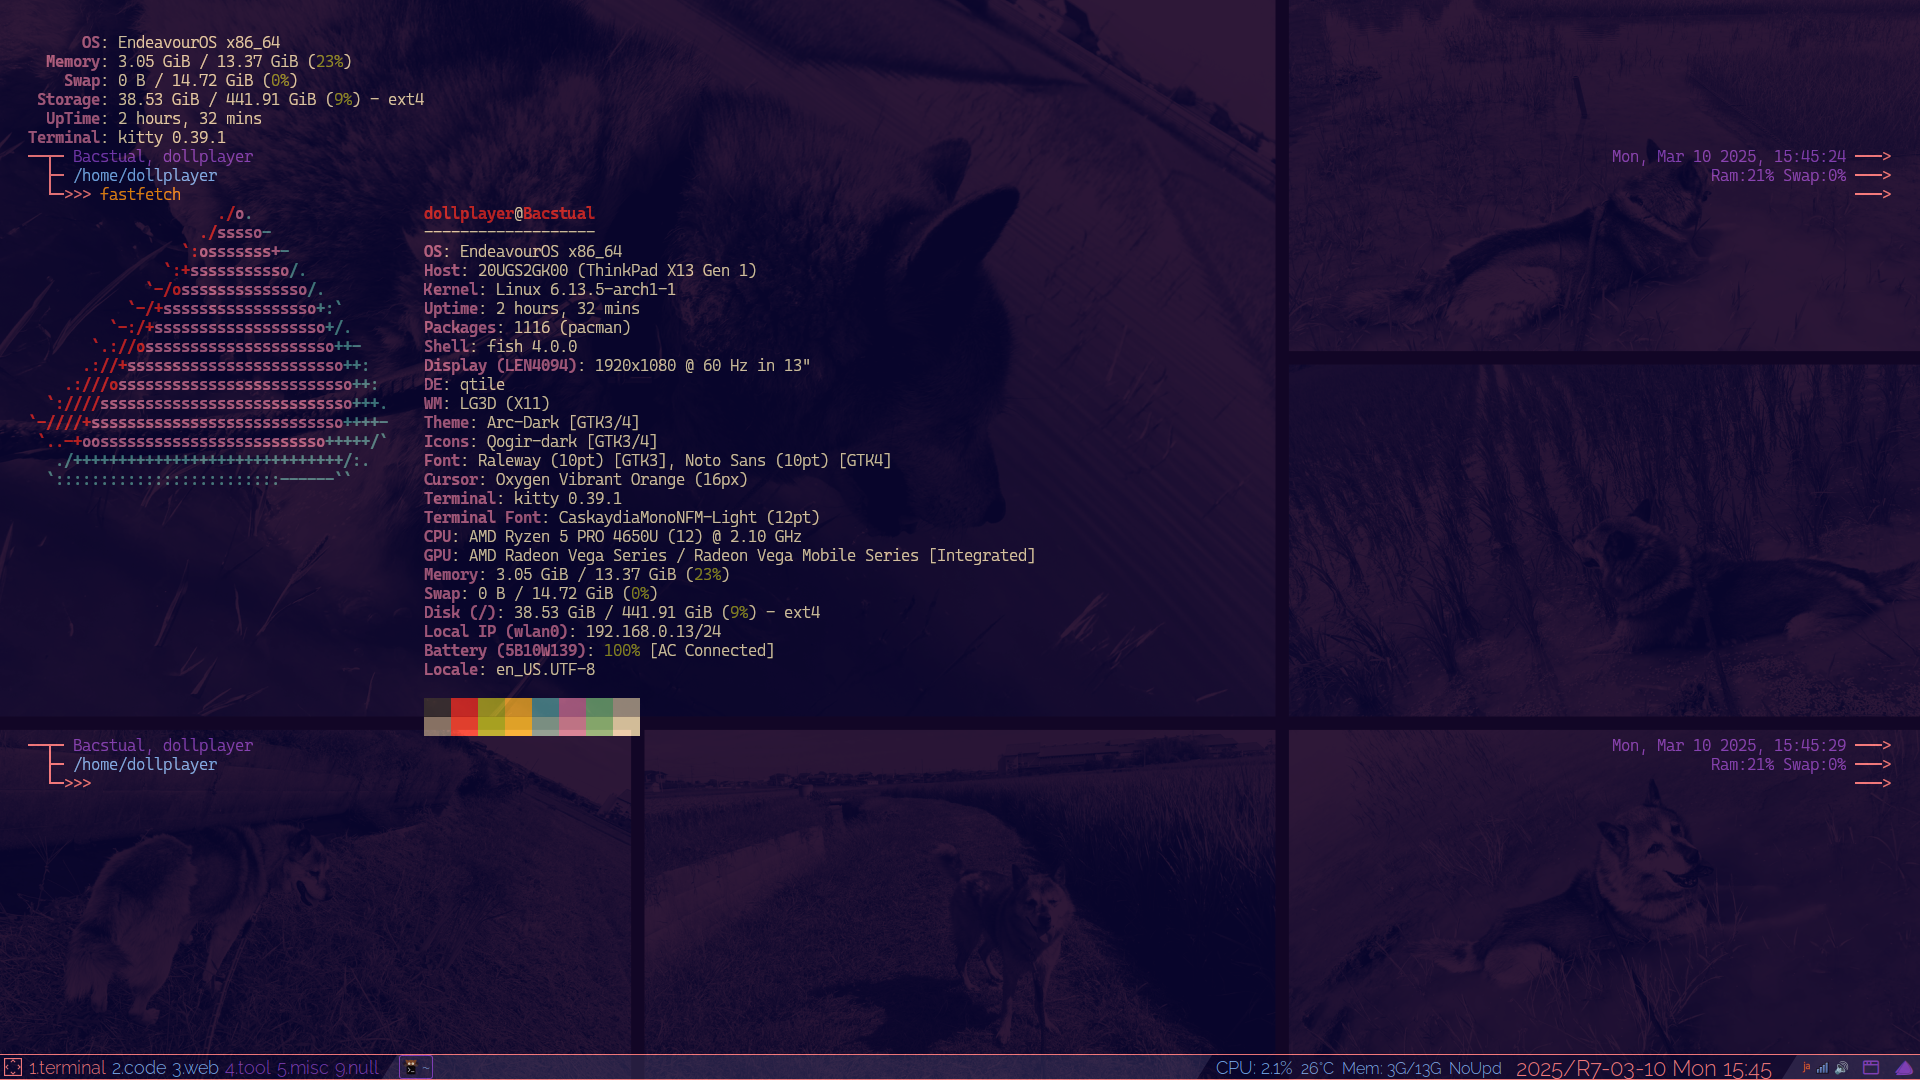 OS: EndeavourOS x86_64
Memory: 3.05 GiB / 13.37 GiB (23%)
Swap: 0 B / 14.72 GiB (0%)
Storage: 38.53 GiB / 441.91 GiB (9%) - ext4
UpTime: 2 hours, 32 mins
Terminal: kitty 0.39.1
Bacstual, dollplayer
Mon, Mar 10 2025, 15:45:24 ——>
/home/dollplayer
Ram:21% Swap:0% ——>
>>> fastfetch
——>
./o.
./sssso-
`:osssssss+-
`:+sssssssssso/.
`-/ossssssssssssso/.
`-/+sssssssssssssssso+:`
`-:/+sssssssssssssssssso+/.
`.://osssssssssssssssssssso++-
.://+ssssssssssssssssssssssso++:
.:///ossssssssssssssssssssssssso++:
`:////ssssssssssssssssssssssssssso+++.
`-////+ssssssssssssssssssssssssssso++++-
`..-+oosssssssssssssssssssssssso+++++/`
./++++++++++++++++++++++++++++++/:.
`:::::::::::::::::::::::::------``
dollplayer@Bacstual
-------------------
OS: EndeavourOS x86_64
Host: 20UGS2GK00 (ThinkPad X13 Gen 1)
Kernel: Linux 6.13.5-arch1-1
Uptime: 2 hours, 32 mins
Packages: 1116 (pacman)
Shell: fish 4.0.0
Display (LEN4094): 1920x1080 @ 60 Hz in 13"
DE: qtile
WM: LG3D (X11)
Theme: Arc-Dark [GTK3/4]
Icons: Qogir-dark [GTK3/4]
Font: Raleway (10pt) [GTK3], Noto Sans (10pt) [GTK4]
Cursor: Oxygen Vibrant Orange (16px)
Terminal: kitty 0.39.1
Terminal Font: CaskaydiaMonoNFM-Light (12pt)
CPU: AMD Ryzen 5 PRO 4650U (12) @ 2.10 GHz
GPU: AMD Radeon Vega Series / Radeon Vega Mobile Series [Integrated]
Memory: 3.05 GiB / 13.37 GiB (23%)
Swap: 0 B / 14.72 GiB (0%)
Disk (/): 38.53 GiB / 441.91 GiB (9%) - ext4
Local IP (wlan0): 192.168.0.13/24
Battery (5B10W139): 100% [AC Connected]
Locale: en_US.UTF-8
Bacstual, dollplayer
Mon, Mar 10 2025, 15:45:29 ——>
/home/dollplayer
Ram:21% Swap:0% ——>
>>>
——>
1.terminal 2.code 3.web 4.tool 5.misc 9.null ~ CPU: 2.1% 26°C Mem: 3G/13G NoUpd 2025/R7-03-10 Mon 15:45 ja